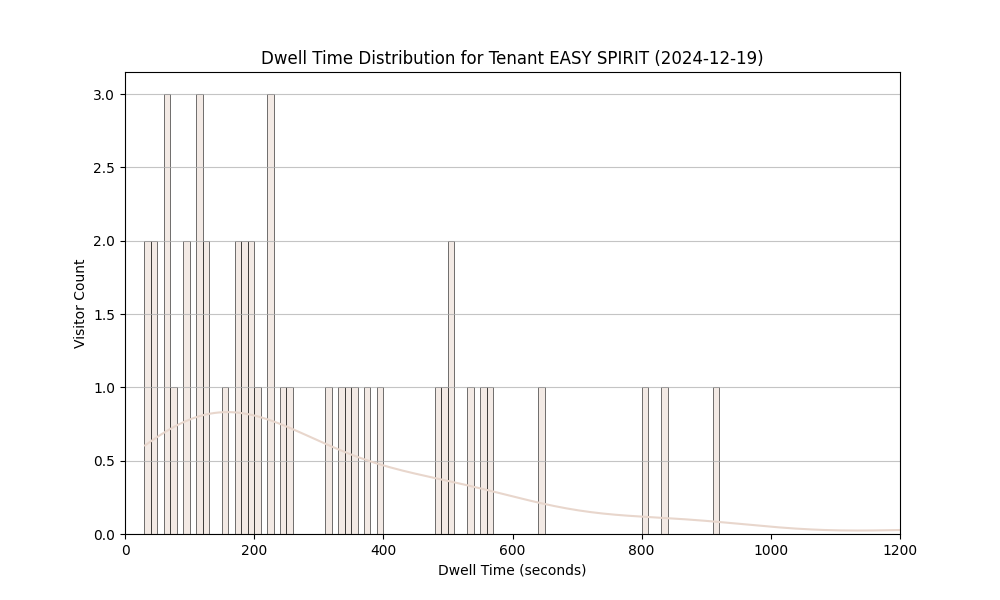 Dwell Time Distribution for Tenant EASY SPIRIT (2024-12-19)
3.0
2.5
2.0
1.5
1.0
0.5
0.0
Visitor Count
0 200 400 600 800 1000 1200
Dwell Time (seconds)